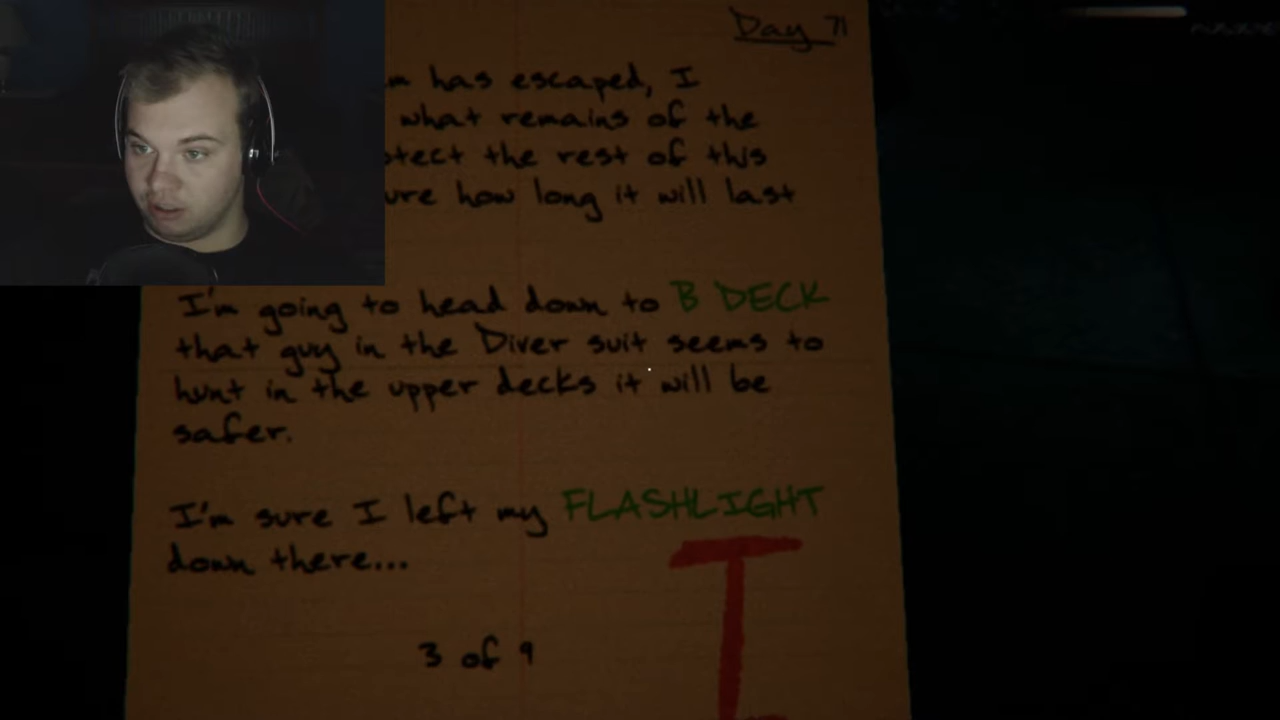 Day 71
has escaped, I
what remains of the
the rest of this
how long it will last
I'm going to head down to B DECK
that guy in the Diver suit seems to
hunt in the upper decks it will be
safer.
I'm sure I left my FLASHLIGHT
down there...
3 of 9
I